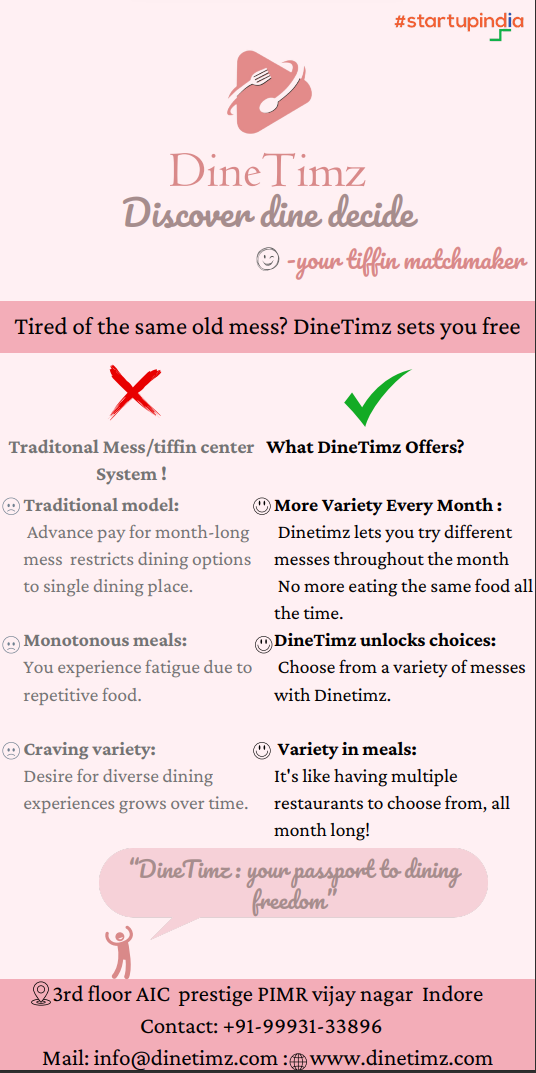 #startupindia
DineTimz
Discover dine decide
-your tiffin matchmaker
Tired of the same old mess? DineTimz sets you free
Traditonal Mess/tiffin center
System !
Traditional model:
Advance pay for month-long
mess restricts dining options
to single dining place.
Monotonous meals:
You experience fatigue due to
repetitive food.
Craving variety:
Desire for diverse dining
experiences grows over time.
What DineTimz Offers?
More Variety Every Month :
Dinetimz lets you try different
messes throughout the month
No more eating the same food all
the time.
DineTimz unlocks choices:
Choose from a variety of messes
with Dinetimz.
Variety in meals:
It's like having multiple
restaurants to choose from, all
month long!
“DineTimz : your passport to dining
freedom”
3rd floor AIC prestige PIMR vijay nagar Indore
Contact: +91-99931-33896
Mail: info@dinetimz.com : www.dinetimz.com